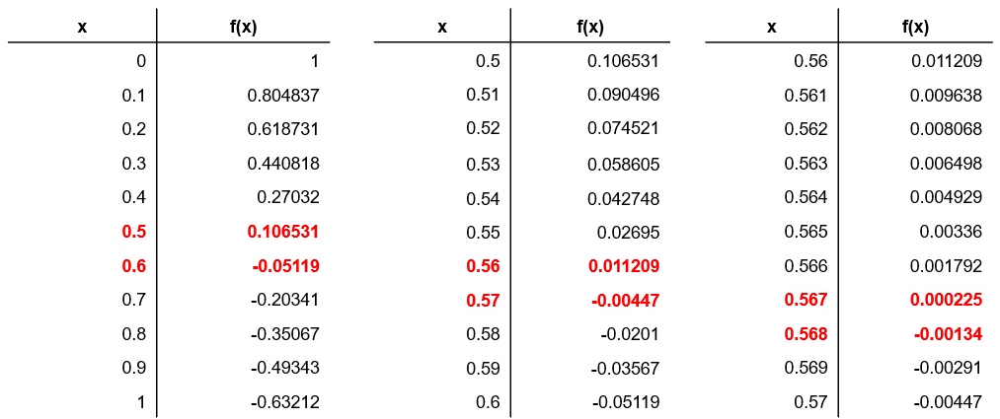 x f(x) x f(x) x f(x)
0 1 0.5 0.106531 0.56 0.011209
0.1 0.804837 0.51 0.090496 0.561 0.009638
0.2 0.618731 0.52 0.074521 0.562 0.008068
0.3 0.440818 0.53 0.058605 0.563 0.006498
0.4 0.27032 0.54 0.042748 0.564 0.004929
0.5 0.106531 0.55 0.02695 0.565 0.00336
0.6 -0.05119 0.56 0.011209 0.566 0.001792
0.7 -0.20341 0.57 -0.00447 0.567 0.000225
0.8 -0.35067 0.58 -0.0201 0.568 -0.00134
0.9 -0.49343 0.59 -0.03567 0.569 -0.00291
1 -0.63212 0.6 -0.05119 0.57 -0.00447